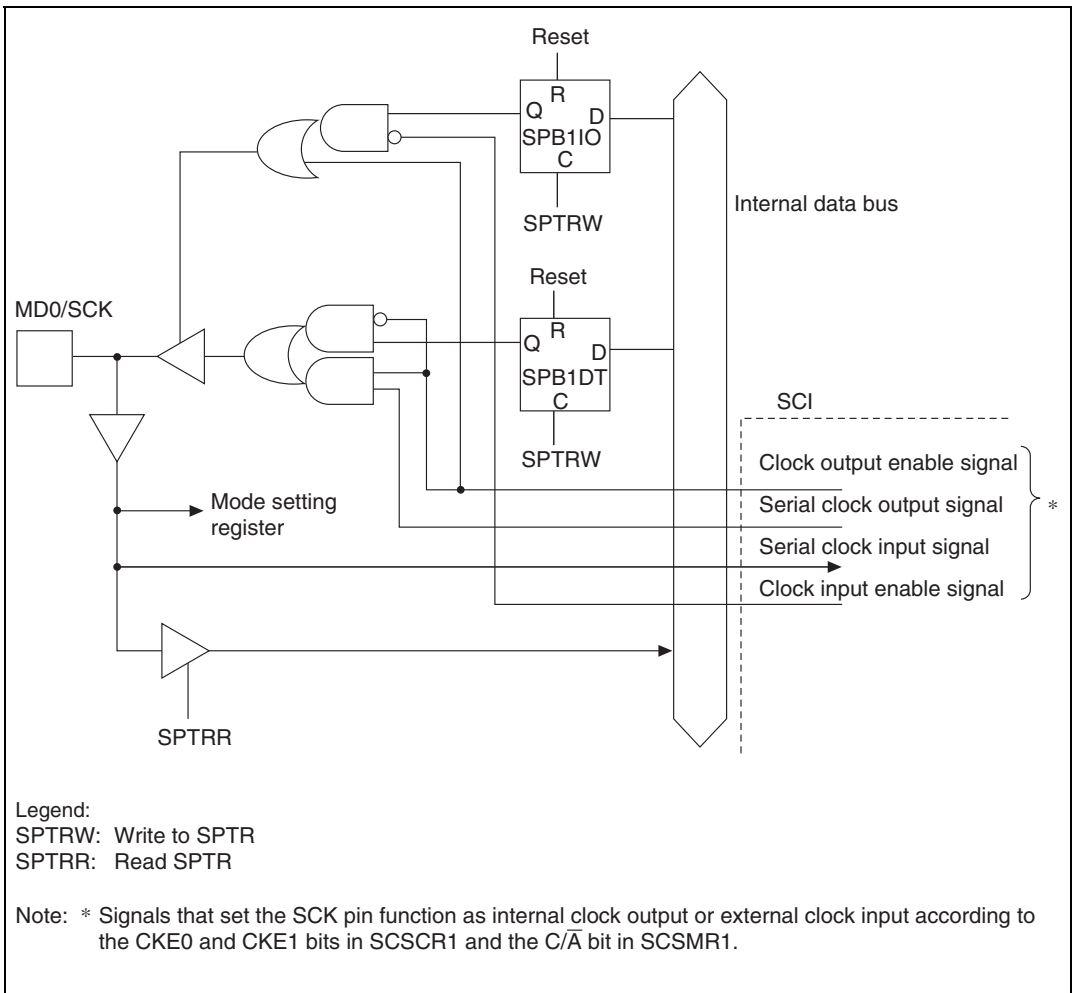 Reset
R
Q
D
SPB1IO
C
SPTRW
Internal data bus
Reset
MD0/SCK
R
Q
D
SPB1DT
C
SCI
SPTRW
Clock output enable signal
Mode setting
register
Serial clock output signal
*
Serial clock input signal
Clock input enable signal
SPTRR
Legend:
SPTRW: Write to SPTR
SPTRR: Read SPTR
Note: * Signals that set the SCK pin function as internal clock output or external clock input according to
the CKE0 and CKE1 bits in SCSCR1 and the C/A̅ bit in SCSMR1.